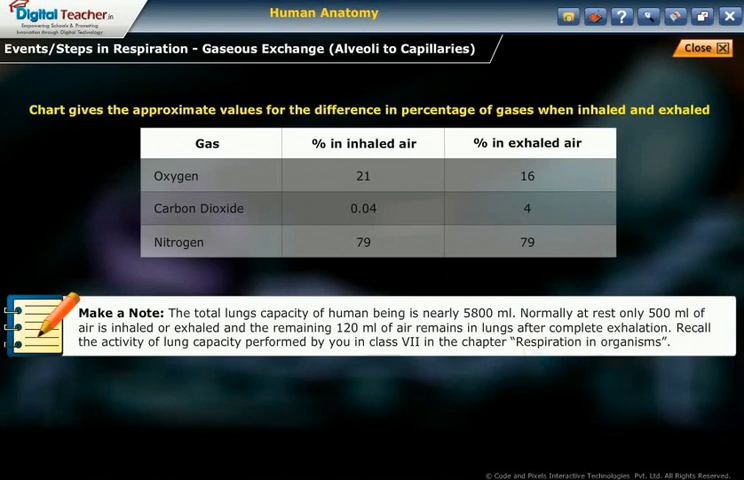 Digital Teacher.in
Empowering Schools & Promoting
Innovation through Digital Technology
Human Anatomy
Events/Steps in Respiration - Gaseous Exchange (Alveoli to Capillaries)
Close
Chart gives the approximate values for the difference in percentage of gases when inhaled and exhaled
Gas % in inhaled air % in exhaled air
Oxygen 21 16
Carbon Dioxide 0.04 4
Nitrogen 79 79
Make a Note: The total lungs capacity of human being is nearly 5800 ml. Normally at rest only 500 ml of
air is inhaled or exhaled and the remaining 120 ml of air remains in lungs after complete exhalation. Recall
the activity of lung capacity performed by you in class VII in the chapter “Respiration in organisms”.
© Code and Pixels Interactive Technologies Pvt. Ltd. All Rights Reserved.